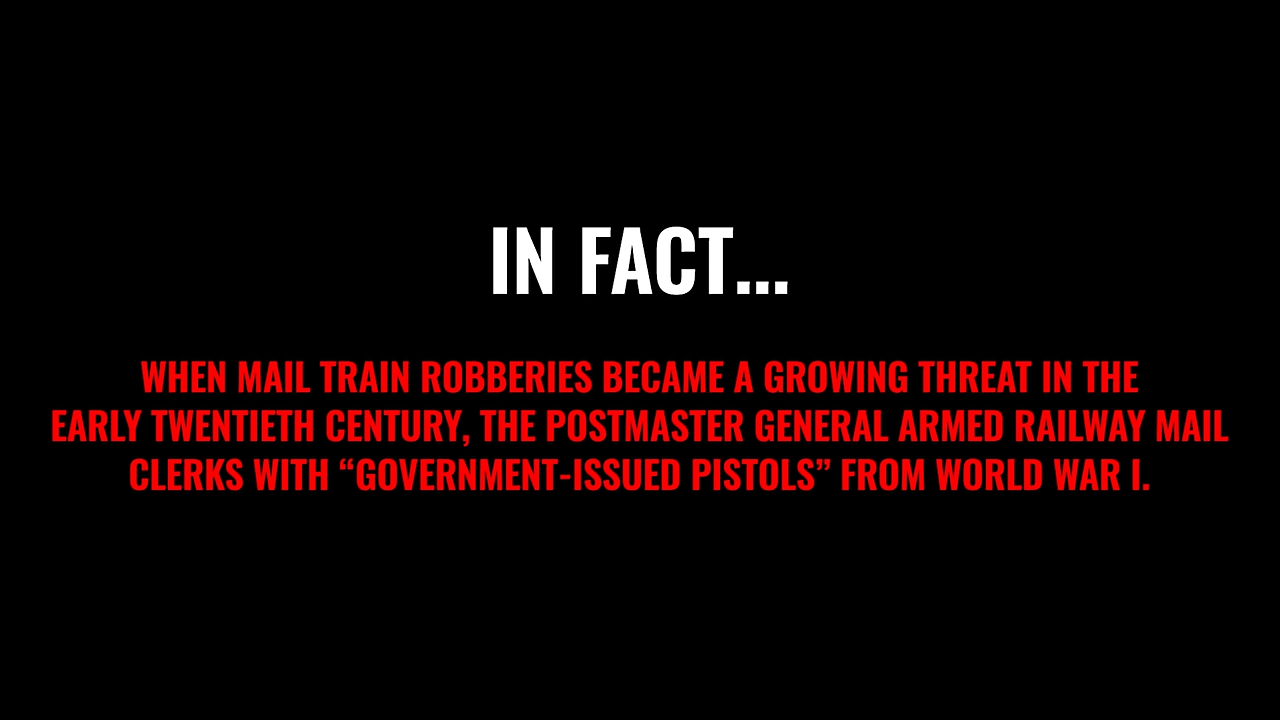 IN FACT...
WHEN MAIL TRAIN ROBBERIES BECAME A GROWING THREAT IN THE
EARLY TWENTIETH CENTURY, THE POSTMASTER GENERAL ARMED RAILWAY MAIL
CLERKS WITH “GOVERNMENT-ISSUED PISTOLS” FROM WORLD WAR I.